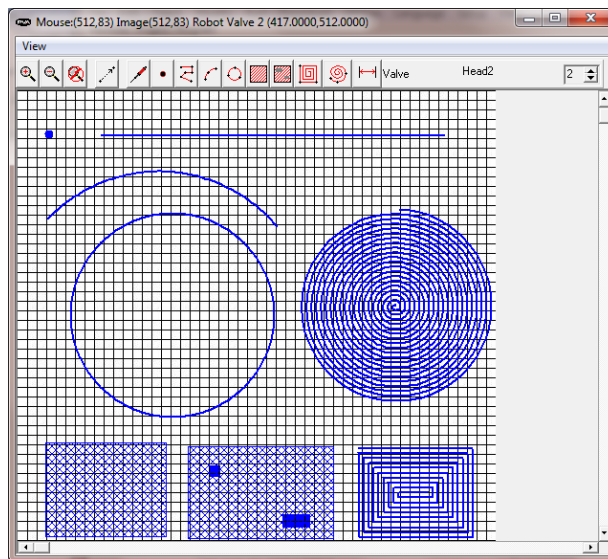 Mouse:(512,83) Image(512,83) Robot Valve 2 (417.0000,512.0000)
View
Valve Head2 2